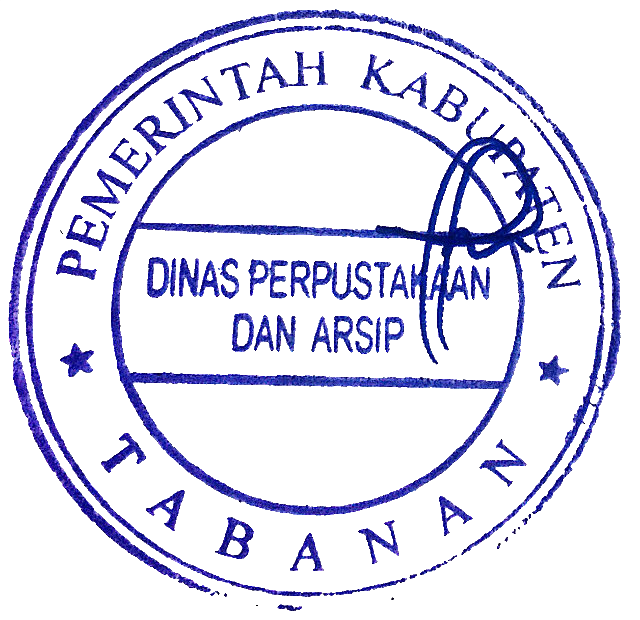 PEMERINTAH KABUPATEN
DINAS PERPUSTAKAAN
DAN ARSIP
TABANAN